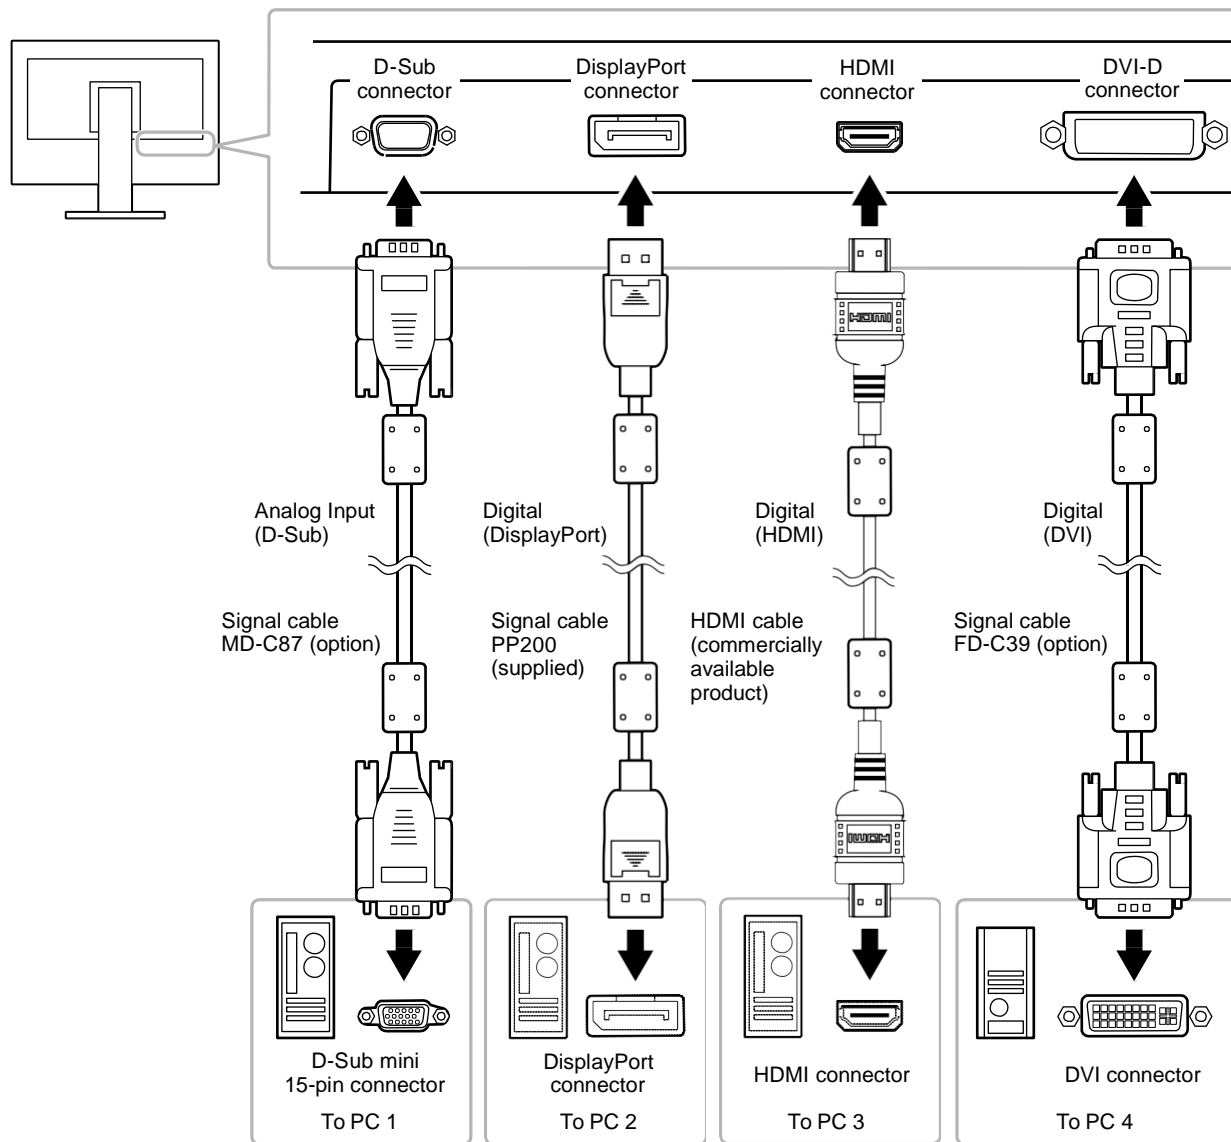 D-Sub
connector
DisplayPort
connector
HDMI
connector
DVI-D
connector
HDMI
Analog Input
(D-Sub)
Digital
(DisplayPort)
Digital
(HDMI)
Digital
(DVI)
Signal cable
MD-C87 (option)
Signal cable
PP200
(supplied)
HDMI cable
(commercially
available
product)
Signal cable
FD-C39 (option)
HDMI
D-Sub mini
15-pin connector
DisplayPort
connector
HDMI connector
DVI connector
To PC 1
To PC 2
To PC 3
To PC 4